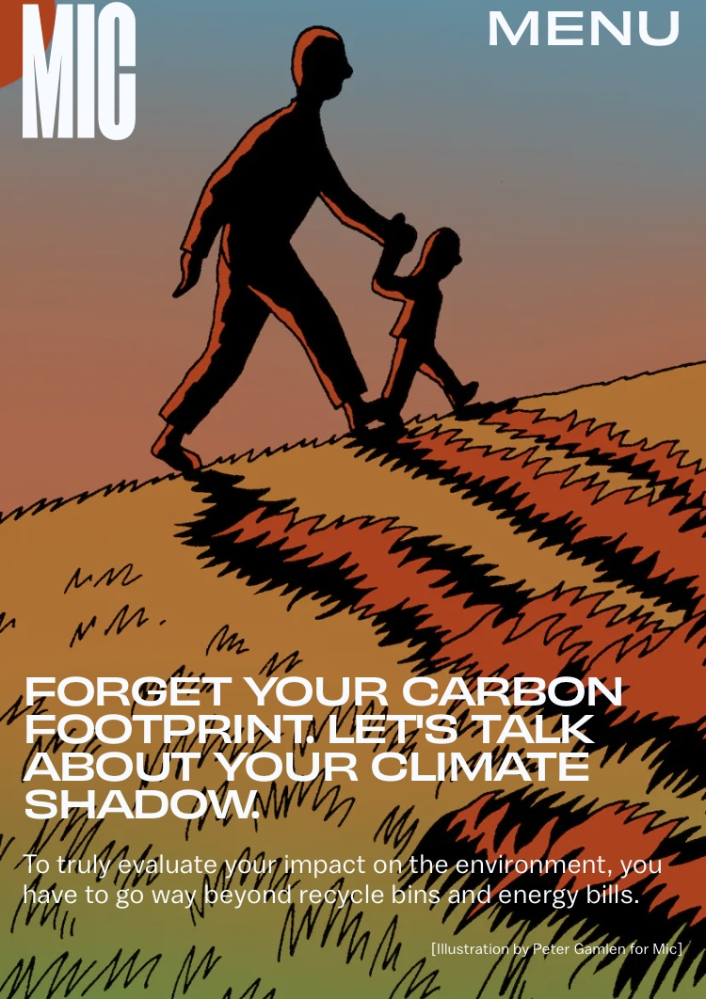 MIC
MENU
FORGET YOUR CARBON
FOOTPRINT. LET'S TALK
ABOUT YOUR CLIMATE
SHADOW.
To truly evaluate your impact on the environment, you
have to go way beyond recycle bins and energy bills.
[Illustration by Peter Gamlen for Mic]